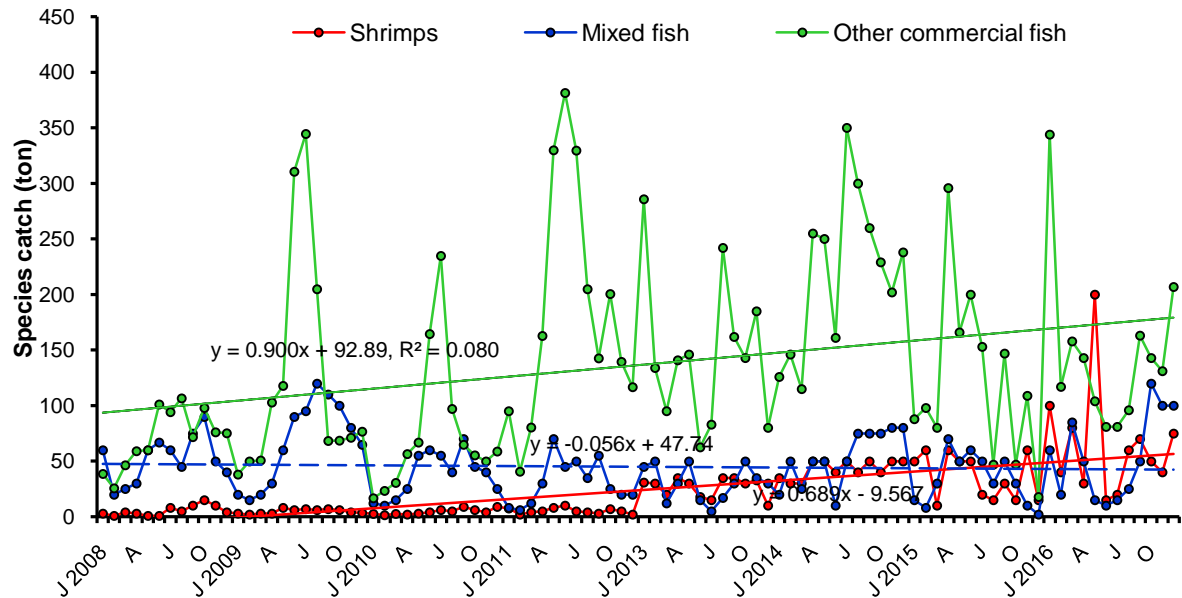 450
400
350
300
250
200
150
100
50
0
Species catch (ton)
Shrimps Mixed fish Other commercial fish
y = 0.900x + 92.89, R² = 0.080
y = -0.056x + 47.74
y = 0.689x - 9.567
J 2008 A J O J 2009 A J O J 2010 A J O J 2011 A J O J 2013 A J O J 2014 A J O J 2015 A J O J 2016 A J O